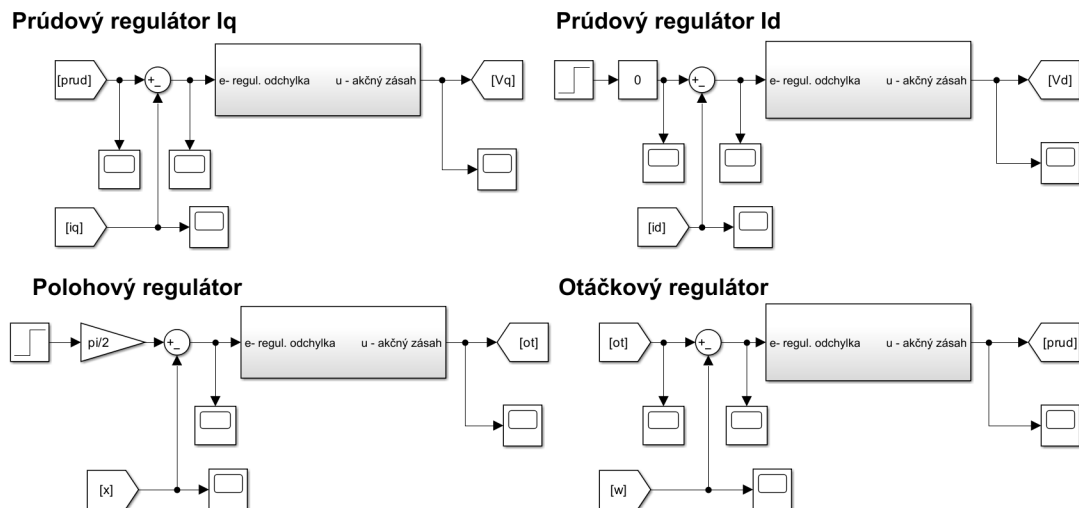 Prúdový regulátor Iq
[prud]
+
_
e- regul. odchylka
u - akčný zásah
[Vq]
[iq]
Prúdový regulátor Id
0
+
_
e- regul. odchylka
u - akčný zásah
[Vd]
[id]
Polohový regulátor
pi/2
+
_
e- regul. odchylka
u - akčný zásah
[ot]
[x]
Otáčkový regulátor
[ot]
+
_
e- regul. odchylka
u - akčný zásah
[prud]
[w]